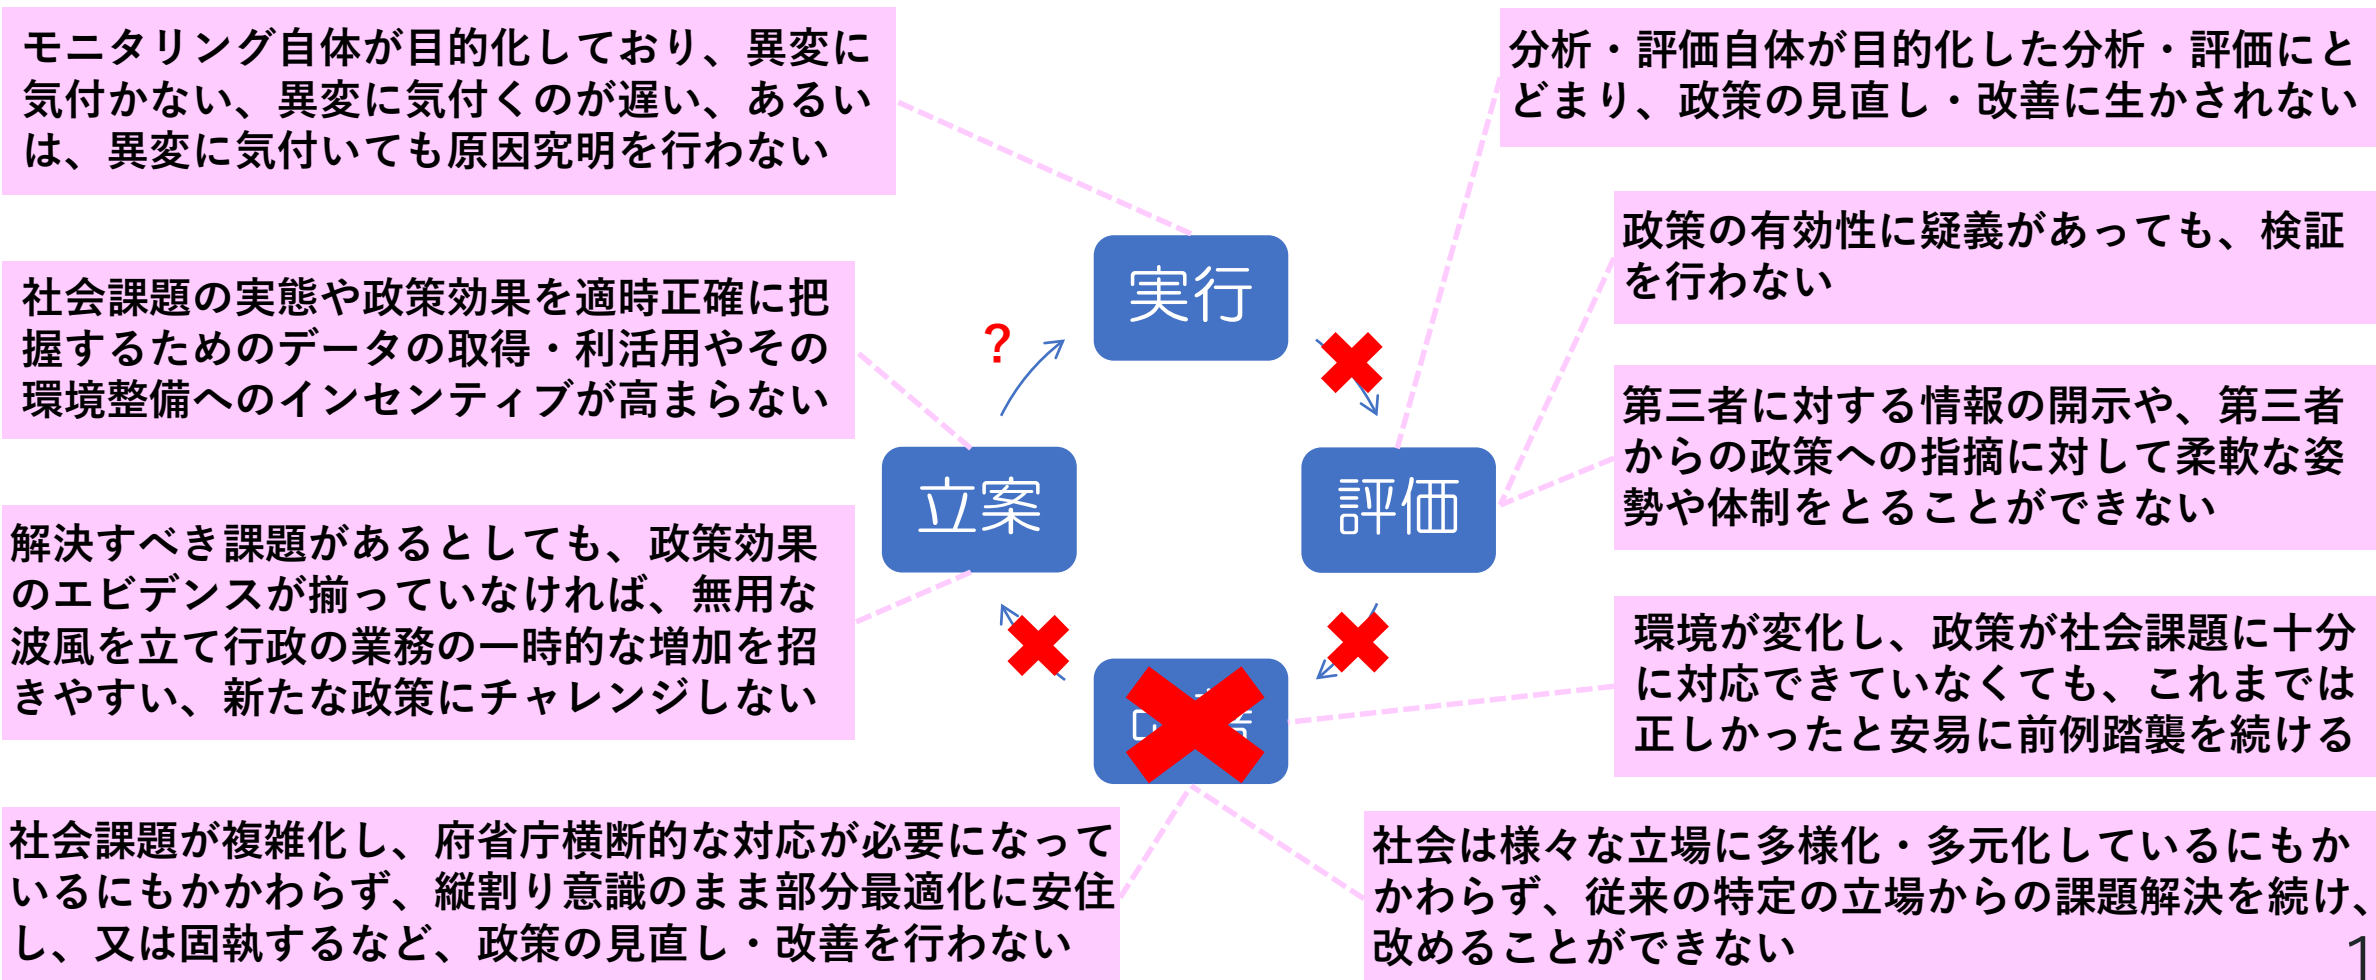 モニタリング自体が目的化しており、異変に
気付かない、異変に気付くのが遅い、あるい
は、異変に気付いても原因究明を行わない
分析・評価自体が目的化した分析・評価にと
どまり、政策の見直し・改善に生かされない
政策の有効性に疑義があっても、検証
を行わない
社会課題の実態や政策効果を適時正確に把
握するためのデータの取得・利活用やその
環境整備へのインセンティブが高まらない
実行
?
第三者に対する情報の開示や、第三者
からの政策への指摘に対して柔軟な姿
勢や体制をとることができない
立案
評価
解決すべき課題があるとしても、政策効果
のエビデンスが揃っていなければ、無用な
波風を立て行政の業務の一時的な増加を招
きやすい、新たな政策にチャレンジしない
環境が変化し、政策が社会課題に十分
に対応できていなくても、これまでは
正しかったと安易に前例踏襲を続ける
社会課題が複雑化し、府省庁横断的な対応が必要になって
いるにもかかわらず、縦割り意識のまま部分最適化に安住
し、又は固執するなど、政策の見直し・改善を行わない
社会は様々な立場に多様化・多元化しているにもか
かわらず、従来の特定の立場からの課題解決を続け、
改めることができない
1